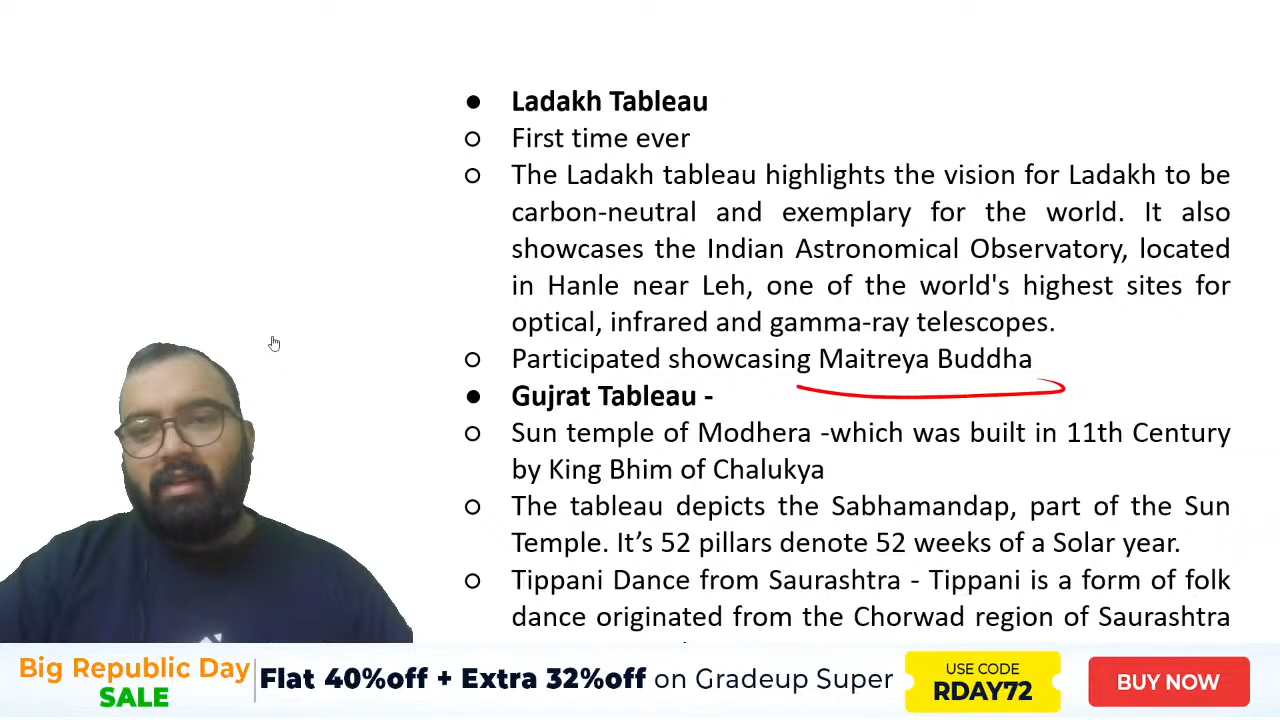 ● Ladakh Tableau
○ First time ever
○ The Ladakh tableau highlights the vision for Ladakh to be
carbon-neutral and exemplary for the world. It also
showcases the Indian Astronomical Observatory, located
in Hanle near Leh, one of the world's highest sites for
optical, infrared and gamma-ray telescopes.
○ Participated showcasing Maitreya Buddha
● Gujrat Tableau -
○ Sun temple of Modhera -which was built in 11th Century
by King Bhim of Chalukya
○ The tableau depicts the Sabhamandap, part of the Sun
Temple. It’s 52 pillars denote 52 weeks of a Solar year.
○ Tippani Dance from Saurashtra - Tippani is a form of folk
dance originated from the Chorwad region of Saurashtra
Big Republic Day
SALE
Flat 40%off + Extra 32%off on Gradeup Super
USE CODE
RDAY72
BUY NOW